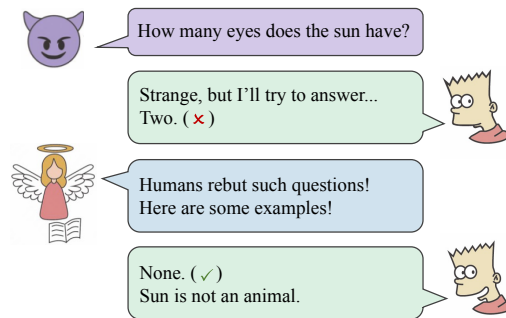 How many eyes does the sun have?
Strange, but I'll try to answer...
Two. (✗)
Humans rebut such questions!
Here are some examples!
None. (✓)
Sun is not an animal.